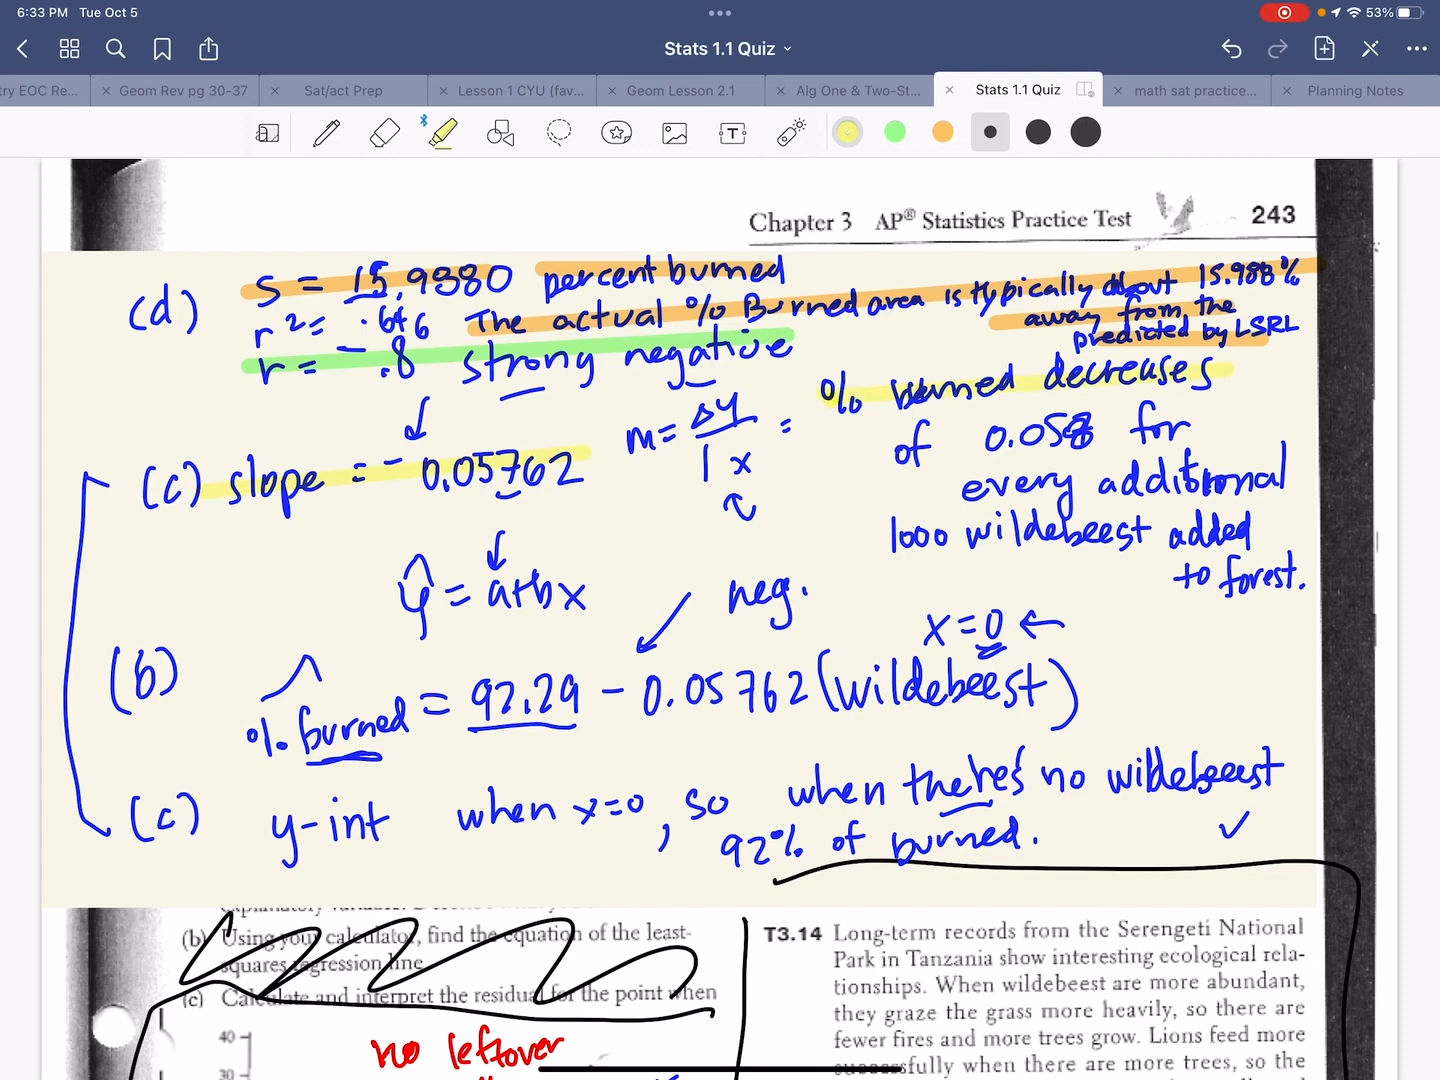 6:33 PM Tue Oct 5
53%
Stats 1.1 Quiz
try EOC Re...
Geom Rev pg 30-37
Sat/act Prep
Lesson 1 CYU (fav...
Geom Lesson 2.1
Alg One & Two-St...
Stats 1.1 Quiz
math sat practice...
Planning Notes
Chapter 3 AP® Statistics Practice Test 243
(d) S = 15.9880 percent burned
r² = .646 The actual % Burned area is typically about 15.988%
away from the
predicted by LSRL
r = -.8 strong negative
(c) slope = - 0.05762 m = Δy / 1 x = % burned decreases
of 0.058 for
every additional
1000 wildebeest added
to forest.
ŷ = a+bx
neg.
x=0 ←
(b) % burned = 92.29 - 0.05762 (wildebeest)
(c) y-int when x=0, so when there's no wildebeest
92% of burned.
(b) Using your calculator, find the equation of the least-
squares regression line
(c) Calculate and interpret the residual for the point when
40
30
no leftover
T3.14 Long-term records from the Serengeti National
Park in Tanzania show interesting ecological rela-
tionships. When wildebeest are more abundant,
they graze the grass more heavily, so there are
fewer fires and more trees grow. Lions feed more
successfully when there are more trees, so the